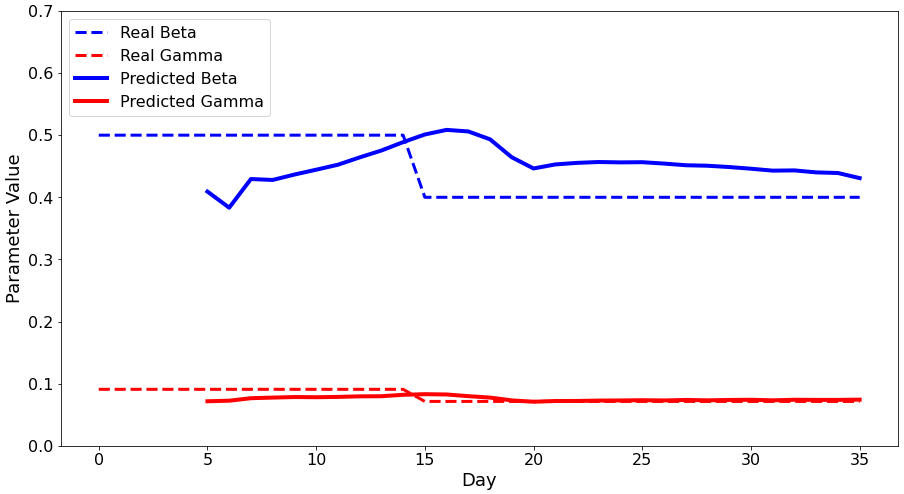 0.7
0.6
0.5
0.4
0.3
0.2
0.1
0.0
Parameter Value
Real Beta
Real Gamma
Predicted Beta
Predicted Gamma
0 5 10 15 20 25 30 35
Day